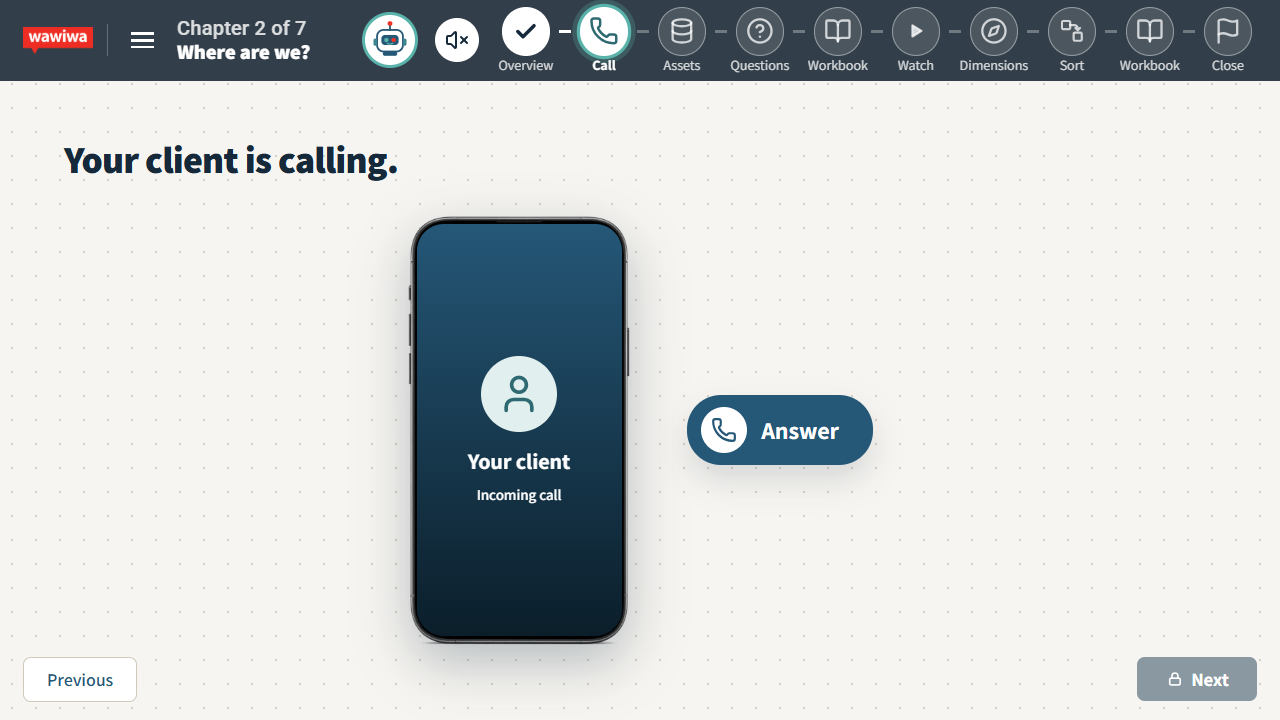 wawiwa
Chapter 2 of 7
Where are we?
Overview
Call
Assets
Questions
Workbook
Watch
Dimensions
Sort
Workbook
Close
Your client is calling.
Your client
Incoming call
Answer
Previous
Next